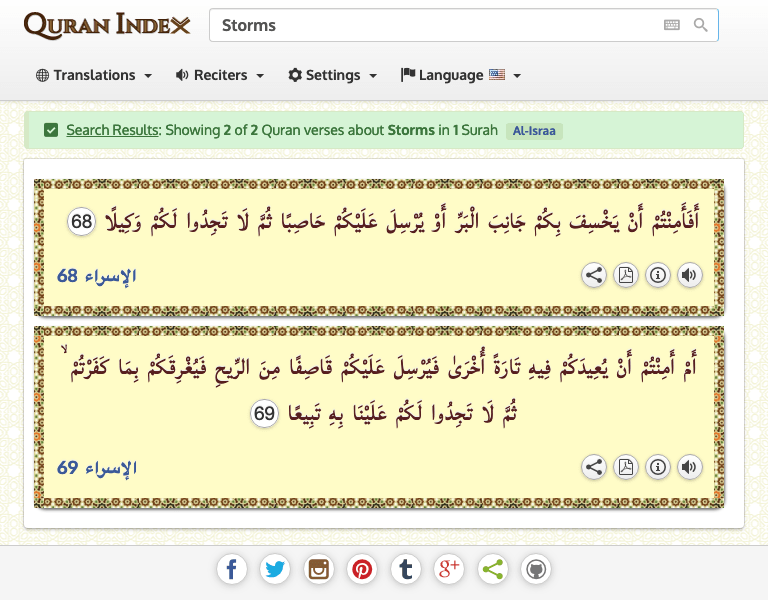 QURAN INDEX
Storms
Translations
Reciters
Settings
Language
Search Results: Showing 2 of 2 Quran verses about Storms in 1 Surah Al-Israa
أَفَأَمِنْتُمْ أَنْ يَخْسِفَ بِكُمْ جَانِبَ الْبَرِّ أَوْ يُرْسِلَ عَلَيْكُمْ حَاصِبًا ثُمَّ لَا تَجِدُوا لَكُمْ وَكِيلًا 68
الإسراء 68
أَمْ أَمِنْتُمْ أَنْ يُعِيدَكُمْ فِيهِ تَارَةً أُخْرَىٰ فَيُرْسِلَ عَلَيْكُمْ قَاصِفًا مِنَ الرِّيحِ فَيُغْرِقَكُمْ بِمَا كَفَرْتُمْ ۙ
ثُمَّ لَا تَجِدُوا لَكُمْ عَلَيْنَا بِهِ تَبِيعًا 69
الإسراء 69